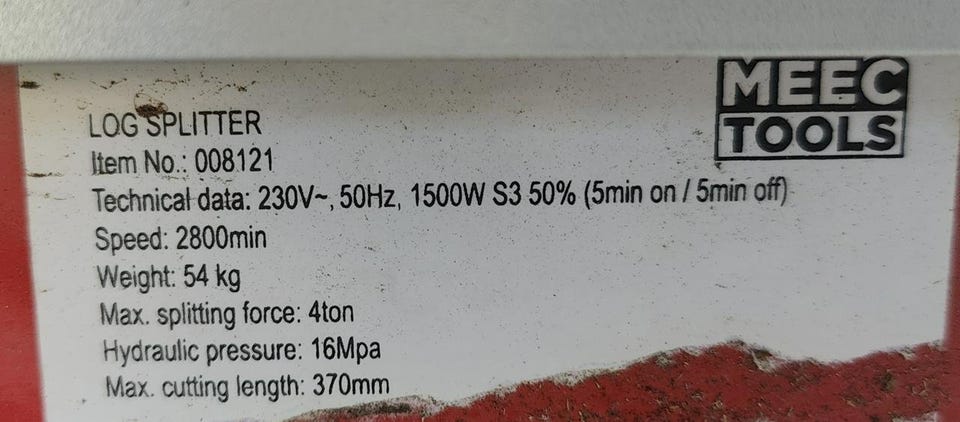 MEEC
TOOLS
LOG SPLITTER
Item No.: 008121
Technical data: 230V~, 50Hz, 1500W S3 50% (5min on / 5min off)
Speed: 2800min
Weight: 54 kg
Max. splitting force: 4ton
Hydraulic pressure: 16Mpa
Max. cutting length: 370mm